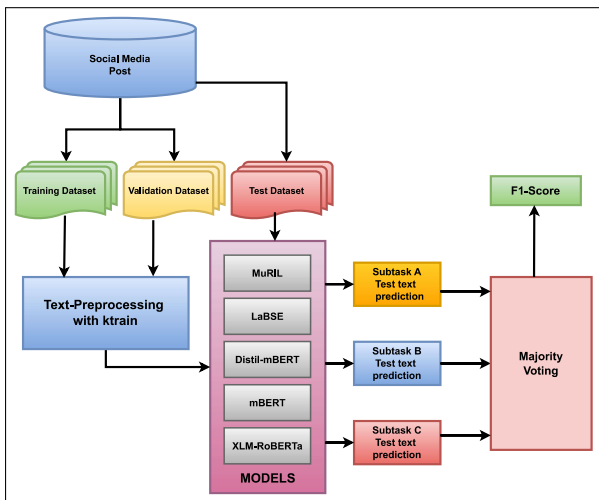 Social Media
Post
Training Dataset
Validation Dataset
Test Dataset
F1-Score
Text-Preprocessing
with ktrain
MuRIL
LaBSE
Distil-mBERT
mBERT
XLM-RoBERTa
MODELS
Subtask A
Test text
prediction
Subtask B
Test text
prediction
Subtask C
Test text
prediction
Majority
Voting